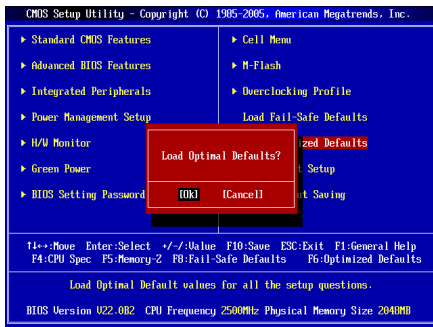 CMOS Setup Utility - Copyright (C) 1985-2005, American Megatrends, Inc.
Standard CMOS Features
Cell Menu
Advanced BIOS Features
M-Flash
Integrated Peripherals
Overclocking Profile
Power Management Setup
Load Fail-Safe Defaults
H/W Monitor
zed Defaults
Load Optimal Defaults?
Green Power
Setup
BIOS Setting Password
[Ok] [Cancel]
t Saving
↑↓←→:Move Enter:Select +/-/:Value F10:Save ESC:Exit F1:General Help
F4:CPU Spec F5:Memory-Z F8:Fail-Safe Defaults F6:Optimized Defaults
Load Optimal Default values for all the setup questions.
BIOS Version V22.0B2 CPU Frequency 2500MHz Physical Memory Size 2048MB